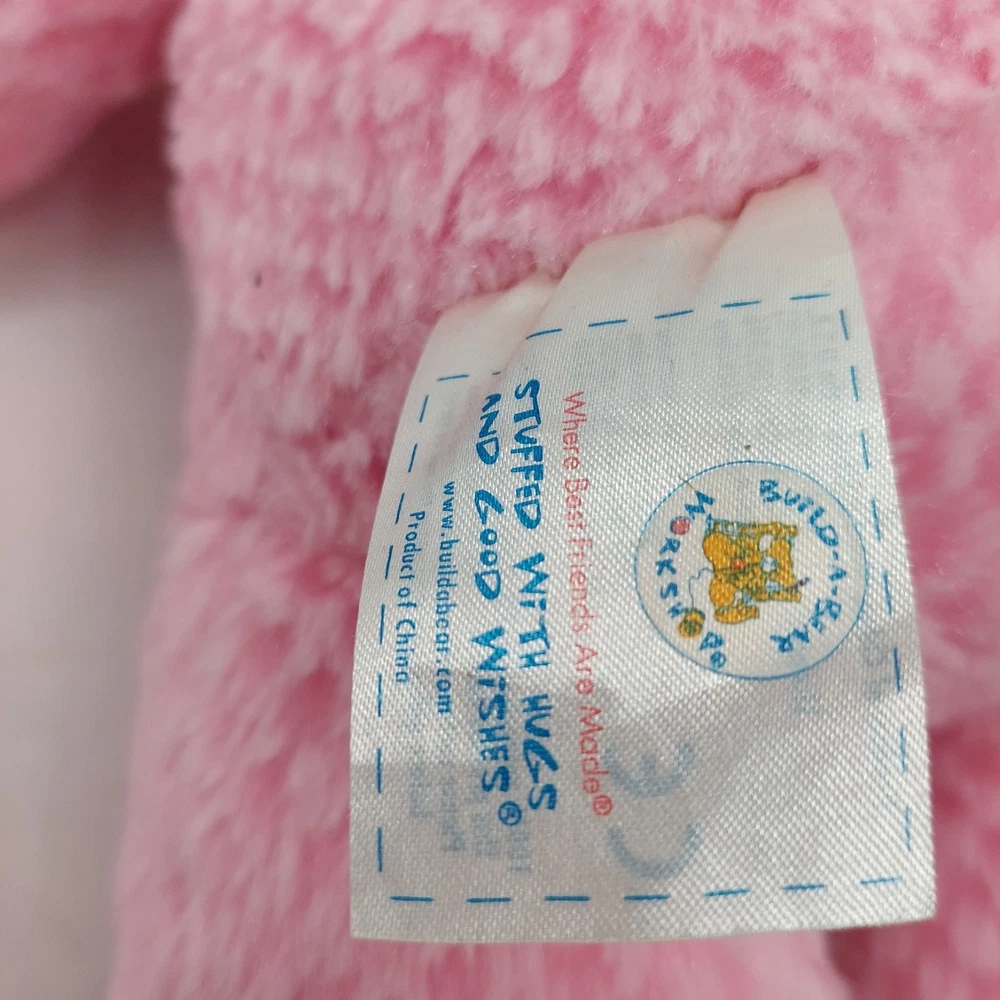 BUILD-A-BEAR
WORKSHOP
Where Best Friends Are Made®
STUFFED WITH HUGS
AND GOOD WISHES®
www.buildabear.com
Product of China
CE